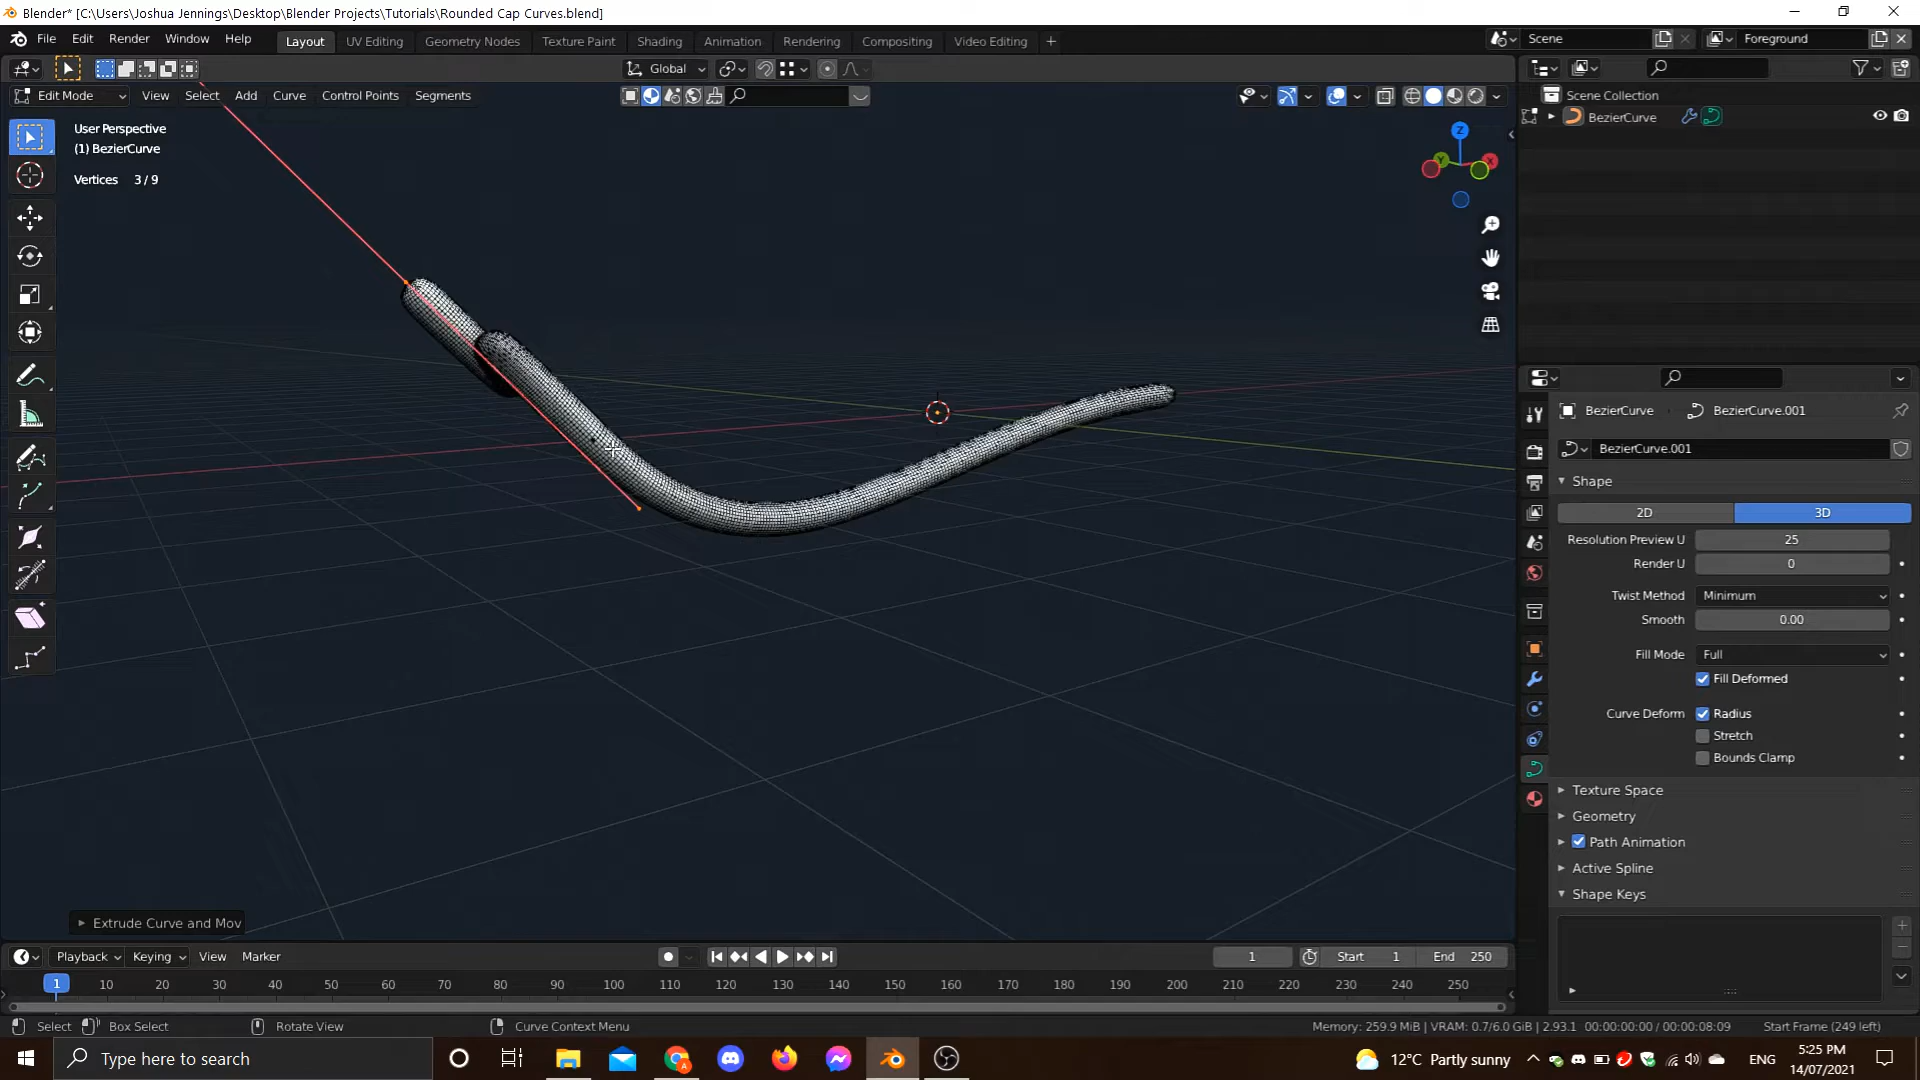 Blender* [C:\Users\Joshua Jennings\Desktop\Blender Projects\Tutorials\Rounded Cap Curves.blend]
File Edit Render Window Help Layout UV Editing Geometry Nodes Texture Paint Shading Animation Rendering Compositing Video Editing + Scene Foreground
Global
Edit Mode View Select Add Curve Control Points Segments
Scene Collection
BezierCurve
User Perspective
(1) BezierCurve
Vertices 3 / 9
Z
Y X
BezierCurve BezierCurve.001
BezierCurve.001
Shape
2D 3D
Resolution Preview U 25
Render U 0
Twist Method Minimum
Smooth 0.00
Fill Mode Full
Fill Deformed
Curve Deform Radius
Stretch
Bounds Clamp
Texture Space
Geometry
Path Animation
Active Spline
Shape Keys
Extrude Curve and Mov
Playback Keying View Marker 1 Start 1 End 250
1 10 20 30 40 50 60 70 80 90 100 110 120 130 140 150 160 170 180 190 200 210 220 230 240 250
Select Box Select Rotate View Curve Context Menu Memory: 259.9 MiB | VRAM: 0.7/6.0 GiB | 2.93.1 00:00:00:00 / 00:00:08:09 Start Frame (249 left)
Type here to search 12°C Partly sunny ENG 5:25 PM
14/07/2021